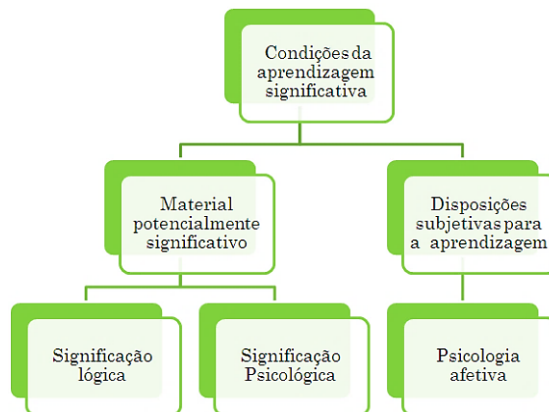 Condições da
aprendizagem
significativa
Material
potencialmente
significativo
Disposições
subjetivas para
a aprendizagem
Significação
lógica
Significação
Psicológica
Psicologia
afetiva